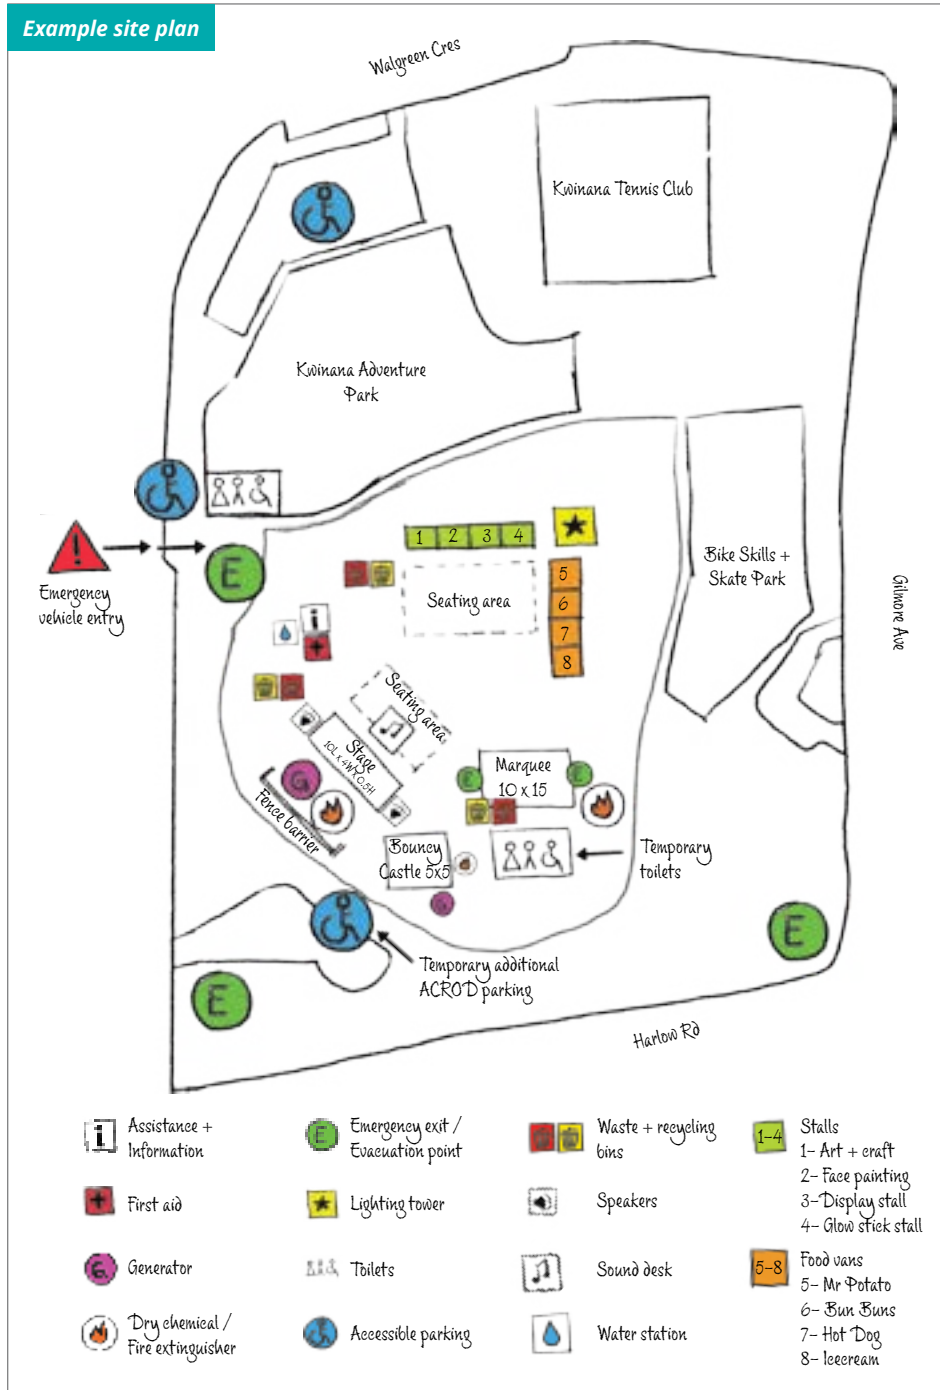 Example site plan
Walgreen Cres
Kwinana Tennis Club
Kwinana Adventure
Park
Emergency
vehicle entry
E
1 2 3 4
5
6
7
8
Seating area
Bike Skills +
Skate Park
Gilmore Ave
i
Seating area
Stage
10L x 4W x 0.5H
G
Fence barrier
Marquee
10 x 15
E
E
Bouncy
Castle 5x5
G
Temporary
toilets
Temporary additional
ACROD parking
E
E
Harlow Rd
i
Assistance +
Information
First aid
G
Generator
Dry chemical /
Fire extinguisher
E
Emergency exit /
Evacuation point
Lighting tower
Toilets
Accessible parking
Waste + recycling
bins
Speakers
Sound desk
Water station
1-4
Stalls
1- Art + craft
2- Face painting
3- Display stall
4- Glow stick stall
5-8
Food vans
5- Mr Potato
6- Bun Buns
7- Hot Dog
8- Icecream